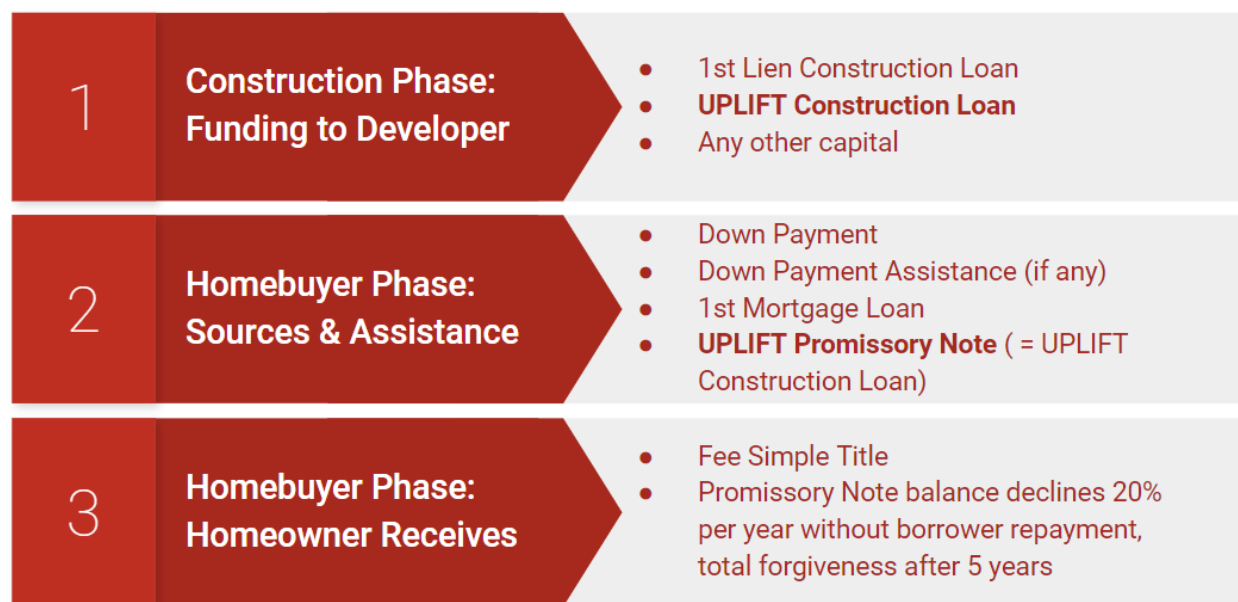 1
Construction Phase:
Funding to Developer
● 1st Lien Construction Loan
● UPLIFT Construction Loan
● Any other capital
2
Homebuyer Phase:
Sources & Assistance
● Down Payment
● Down Payment Assistance (if any)
● 1st Mortgage Loan
● UPLIFT Promissory Note ( = UPLIFT
Construction Loan)
3
Homebuyer Phase:
Homeowner Receives
● Fee Simple Title
● Promissory Note balance declines 20%
per year without borrower repayment,
total forgiveness after 5 years